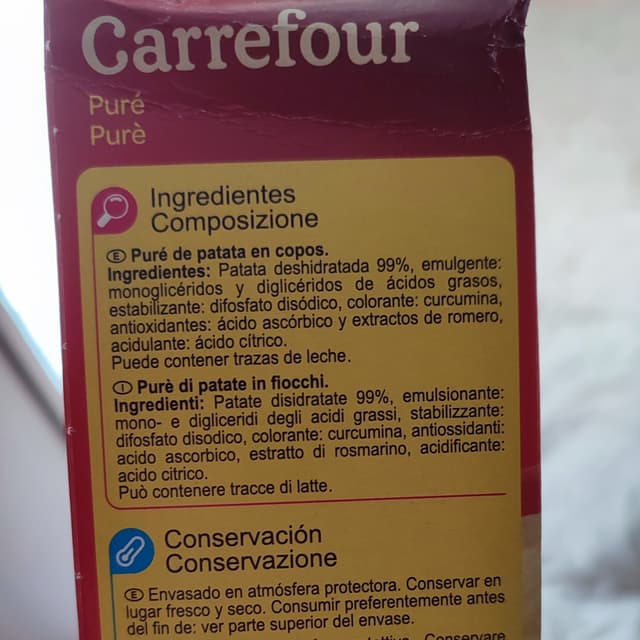 Carrefour
Puré
Purè
Ingredientes
Composizione
E Puré de patata en copos.
Ingredientes: Patata deshidratada 99%, emulgente:
monoglicéridos y diglicéridos de ácidos grasos,
estabilizante: difosfato disódico, colorante: curcumina,
antioxidantes: ácido ascórbico y extractos de romero,
acidulante: ácido cítrico.
Puede contener trazas de leche.
I Purè di patate in fiocchi.
Ingredienti: Patate disidratate 99%, emulsionante:
mono- e digliceridi degli acidi grassi, stabilizzante:
difosfato disodico, colorante: curcumina, antiossidanti:
acido ascorbico, estratto di rosmarino, acidificante:
acido citrico.
Può contenere tracce di latte.
Conservación
Conservazione
E Envasado en atmósfera protectora. Conservar en
lugar fresco y seco. Consumir preferentemente antes
del fin de: ver parte superior del envase.
Conservare